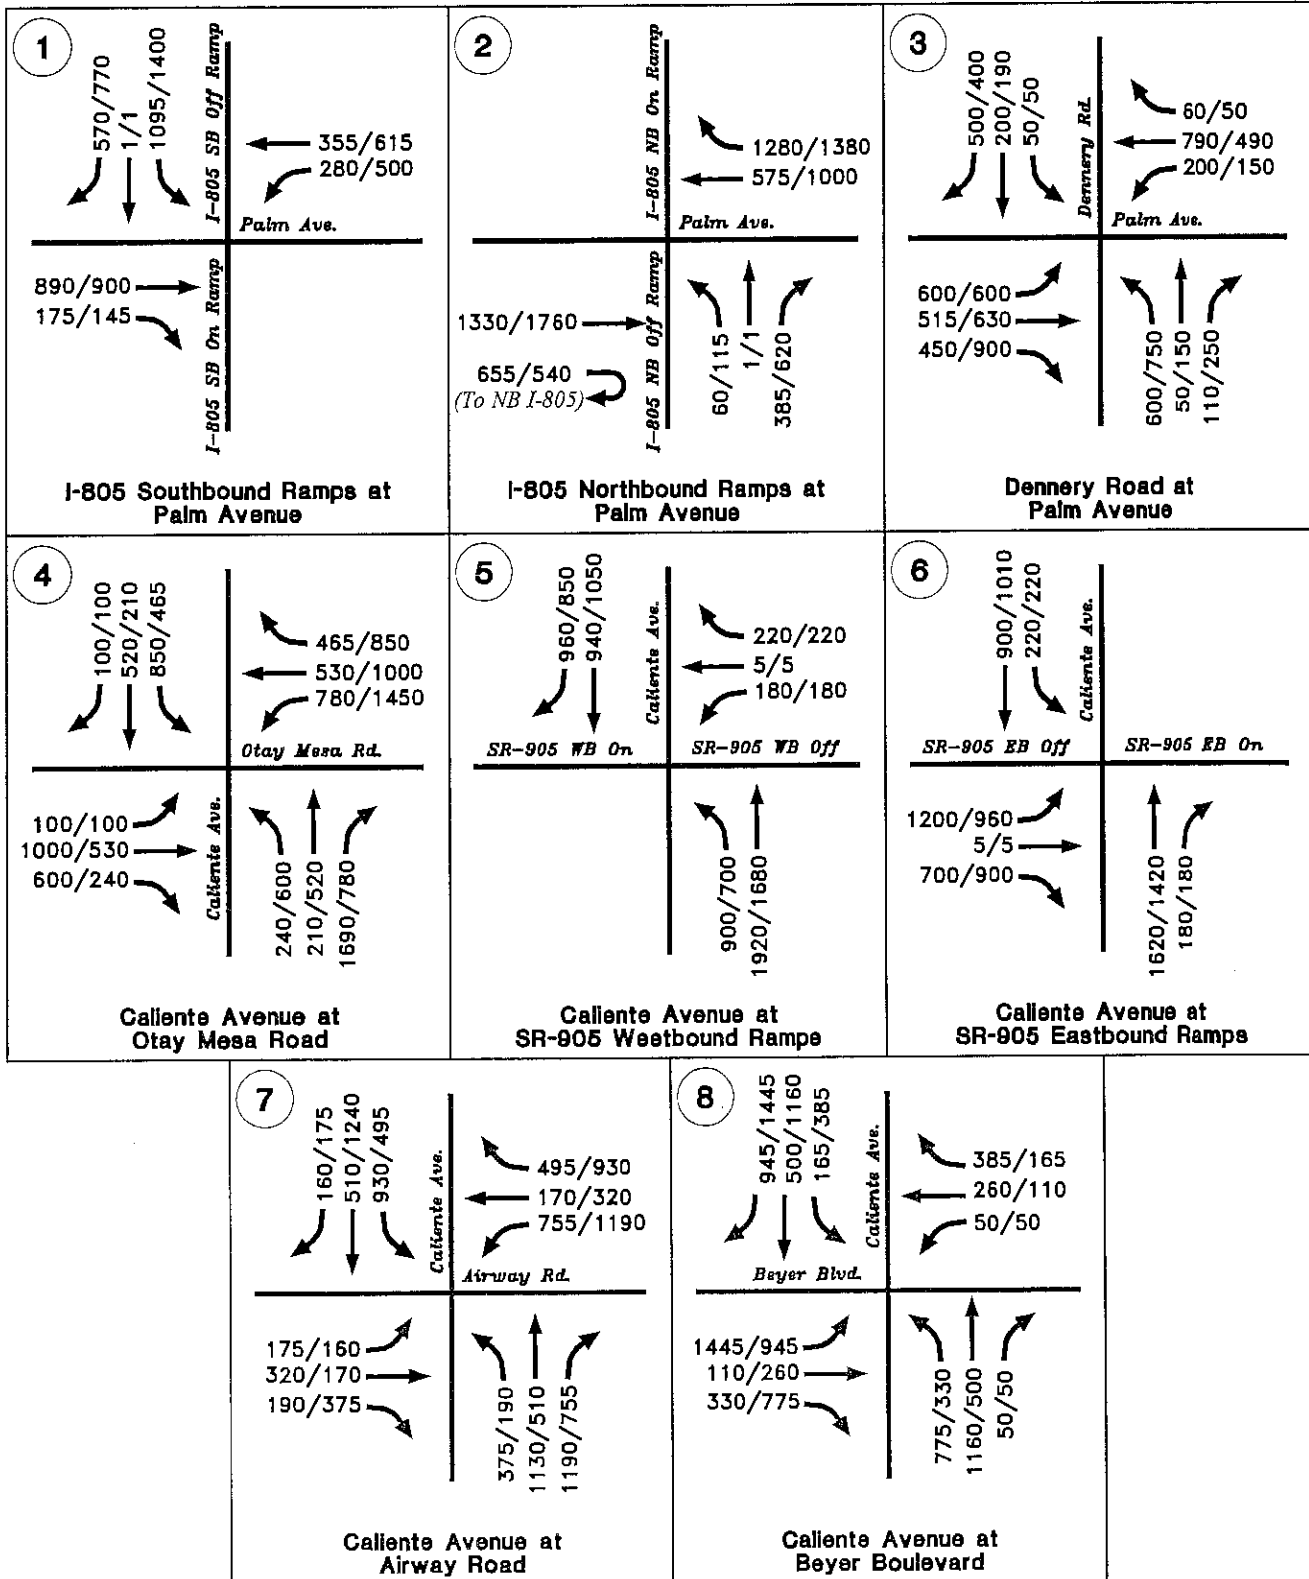 1
570/770
1/1
1095/1400
I-805 SB Off Ramp
355/615
280/500
Palm Ave.
890/900
175/145
I-805 SB On Ramp
I-805 Southbound Ramps at
Palm Avenue
2
I-805 NB On Ramp
1280/1380
575/1000
Palm Ave.
1330/1760
655/540
(To NB I-805)
I-805 NB Off Ramp
60/115
1/1
385/620
I-805 Northbound Ramps at
Palm Avenue
3
500/400
200/190
50/50
Dennery Rd.
60/50
790/490
200/150
Palm Ave.
600/600
515/630
450/900
600/750
50/150
110/250
Dennery Road at
Palm Avenue
4
100/100
520/210
850/465
465/850
530/1000
780/1450
Otay Mesa Rd.
100/100
1000/530
600/240
Caliente Ave.
240/600
210/520
1690/780
Caliente Avenue at
Otay Mesa Road
5
960/850
940/1050
Caliente Ave.
220/220
5/5
180/180
SR-905 WB On
SR-905 WB Off
900/700
1920/1680
Caliente Avenue at
SR-905 Westbound Ramps
6
900/1010
220/220
Caliente Ave.
SR-905 EB Off
SR-905 EB On
1200/960
5/5
700/900
1620/1420
180/180
Caliente Avenue at
SR-905 Eastbound Ramps
7
160/175
510/1240
930/495
Caliente Ave.
495/930
170/320
755/1190
Airway Rd.
175/160
320/170
190/375
375/190
1130/510
1190/755
Caliente Avenue at
Airway Road
8
945/1445
500/1160
165/385
Caliente Ave.
385/165
260/110
50/50
Beyer Blvd.
1445/945
110/260
330/775
775/330
1160/500
50/50
Caliente Avenue at
Beyer Boulevard